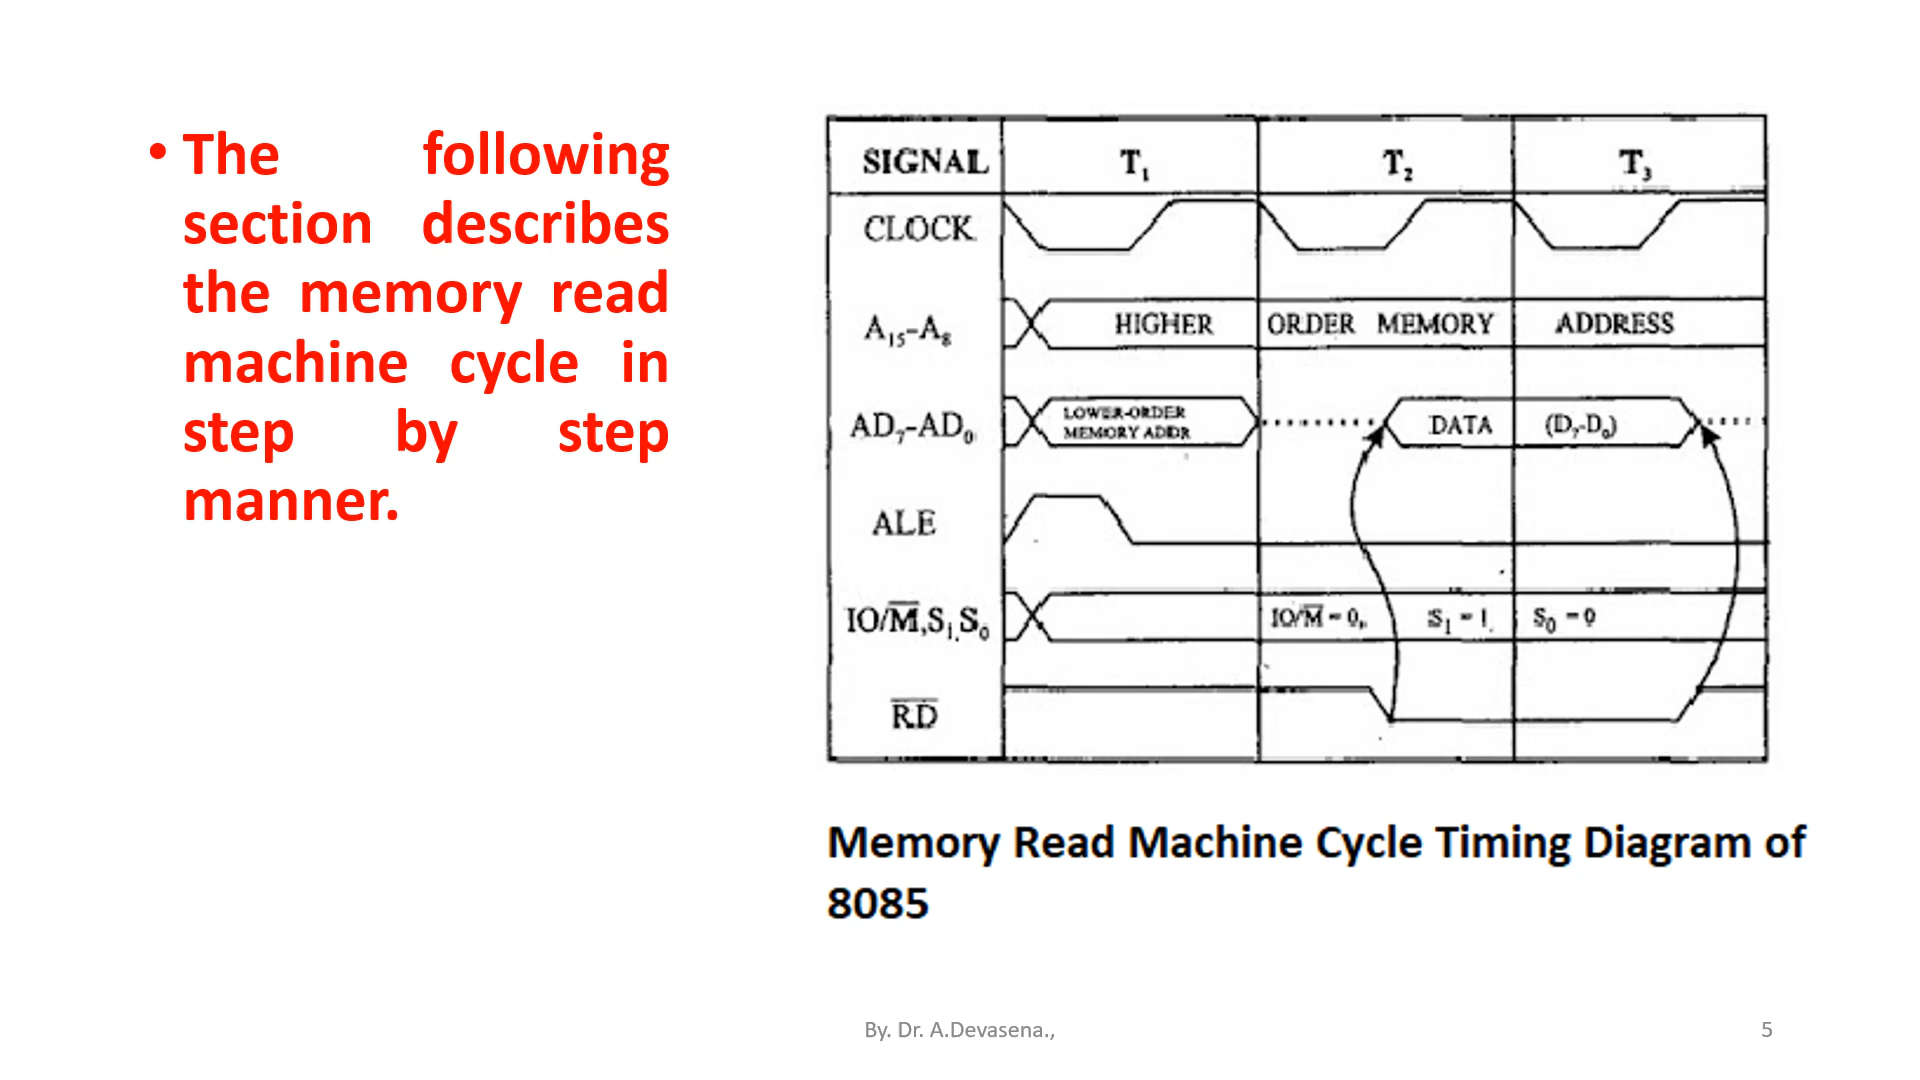 • The following
section describes
the memory read
machine cycle in
step by step
manner.
SIGNAL T₁ T₂ T₃
CLOCK
A₁₅-A₈ HIGHER ORDER MEMORY ADDRESS
AD₇-AD₀ LOWER-ORDER
MEMORY ADDR DATA (D₇-D₀)
ALE
IO/M̅,S₁,S₀ IO/M̅ = 0, S₁ = 1, S₀ = 0
R̅D̅
Memory Read Machine Cycle Timing Diagram of
8085
By. Dr. A.Devasena.,
5